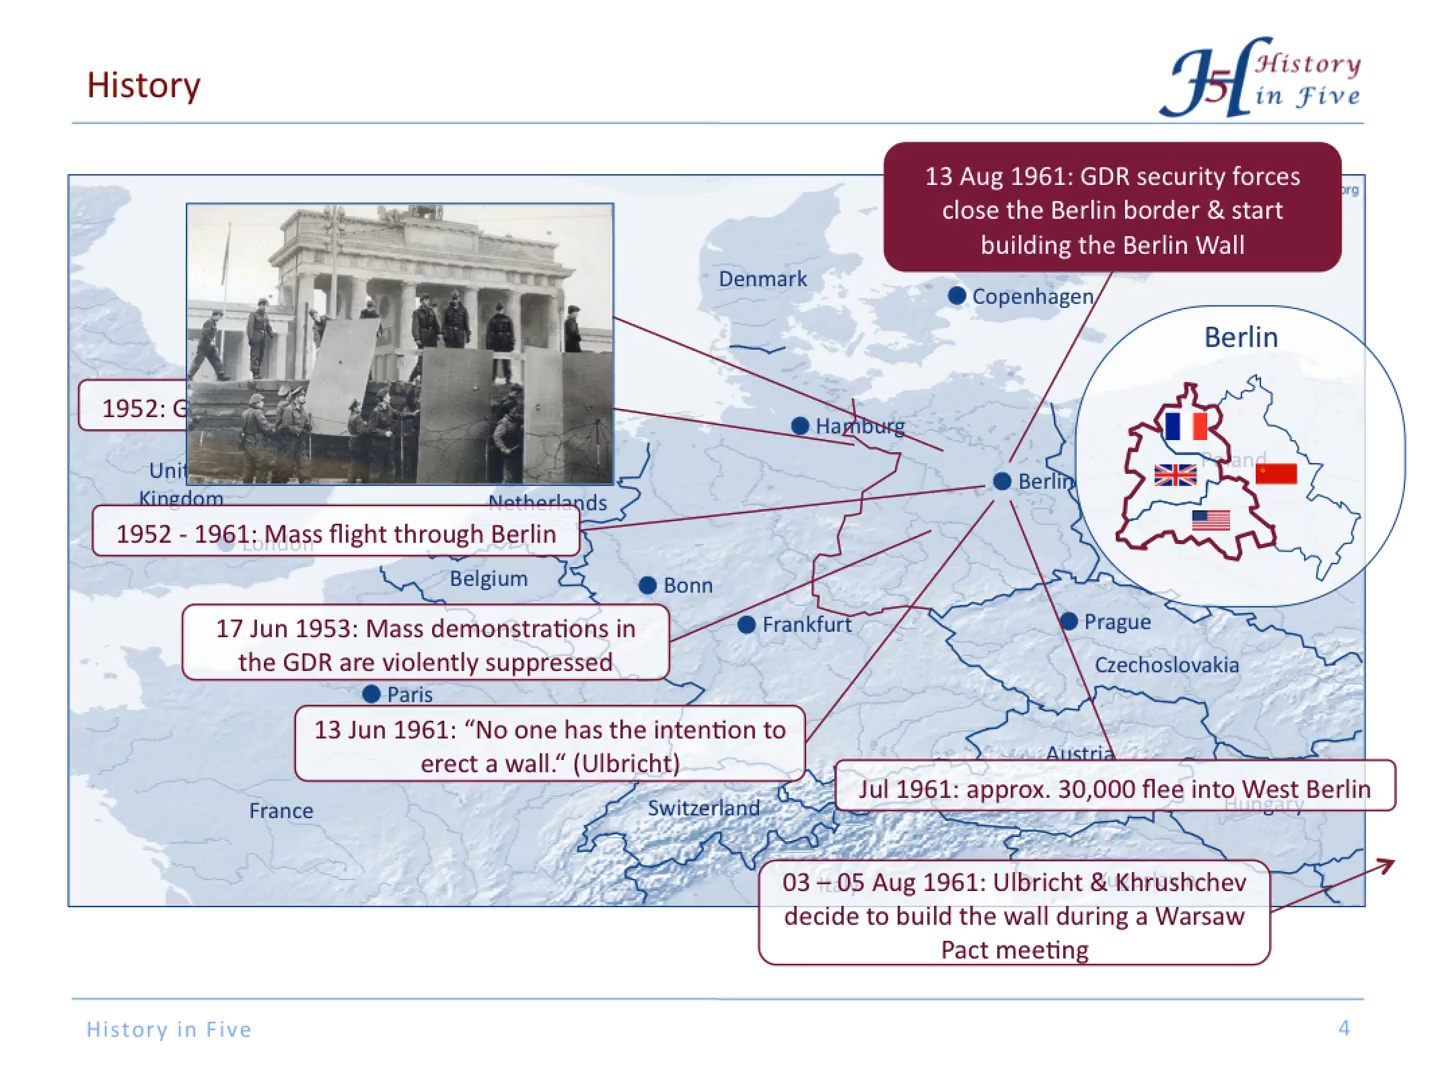 History
History
in Five
13 Aug 1961: GDR security forces
close the Berlin border & start
building the Berlin Wall
org
Denmark
Copenhagen
Berlin
1952: G
Hamburg
Poland
Unit
Kingdom
Netherlands
Berlin
1952 - 1961: Mass flight through Berlin
London
Belgium
Bonn
17 Jun 1953: Mass demonstrations in
the GDR are violently suppressed
Frankfurt
Prague
Czechoslovakia
Paris
13 Jun 1961: “No one has the intention to
erect a wall.“ (Ulbricht)
Austria
Jul 1961: approx. 30,000 flee into West Berlin
Switzerland
Hungary
France
03 – 05 Aug 1961: Ulbricht & Khrushchev
decide to build the wall during a Warsaw
Pact meeting
History in Five
4